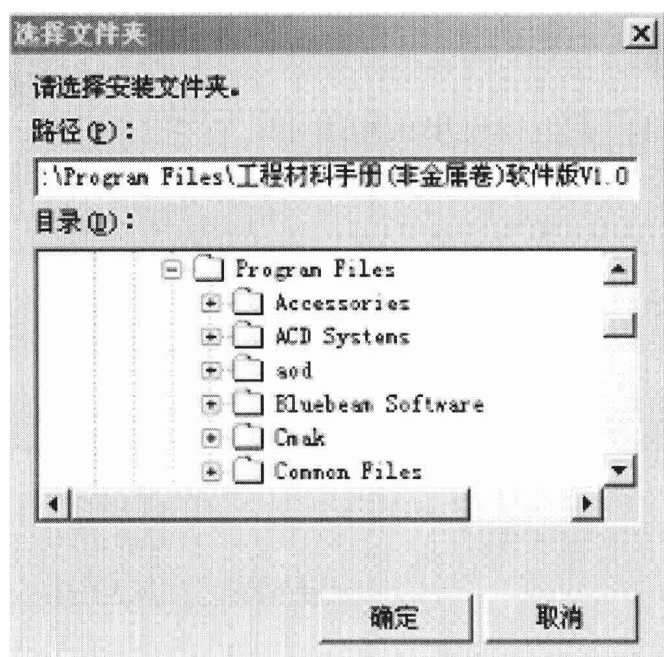 选择文件夹
请选择安装文件夹。
路径(P)：
:\Program Files\工程材料手册(非金属卷)软件版V1.0
目录(D)：
Program Files
Accessories
ACD Systems
aod
Bluebeam Software
Cmak
Common Files
确定 取消